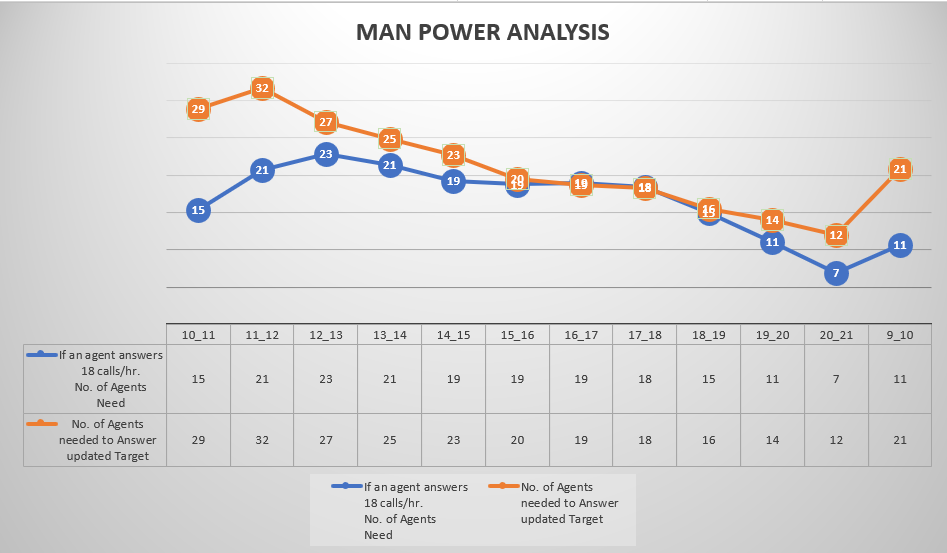 MAN POWER ANALYSIS
29 32 27 25 23 20 19 18 16 14 12 21
15 21 23 21 19 19 19 18 15 11 7 11
10_11 11_12 12_13 13_14 14_15 15_16 16_17 17_18 18_19 19_20 20_21 9_10
If an agent answers
18 calls/hr.
No. of Agents
Need
15 21 23 21 19 19 19 18 15 11 7 11
No. of Agents
needed to Answer
updated Target
29 32 27 25 23 20 19 18 16 14 12 21
If an agent answers
18 calls/hr.
No. of Agents
Need
No. of Agents
needed to Answer
updated Target